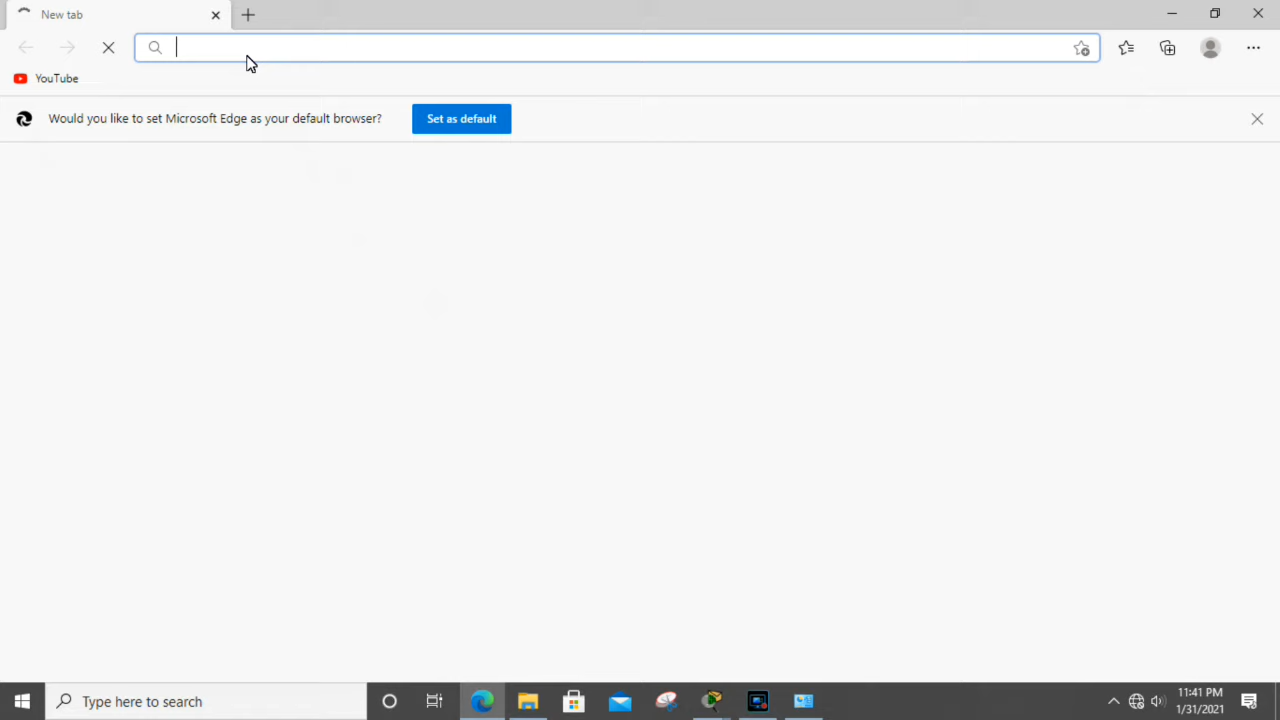 New tab
YouTube
Would you like to set Microsoft Edge as your default browser?
Set as default
Type here to search
11:41 PM
1/31/2021